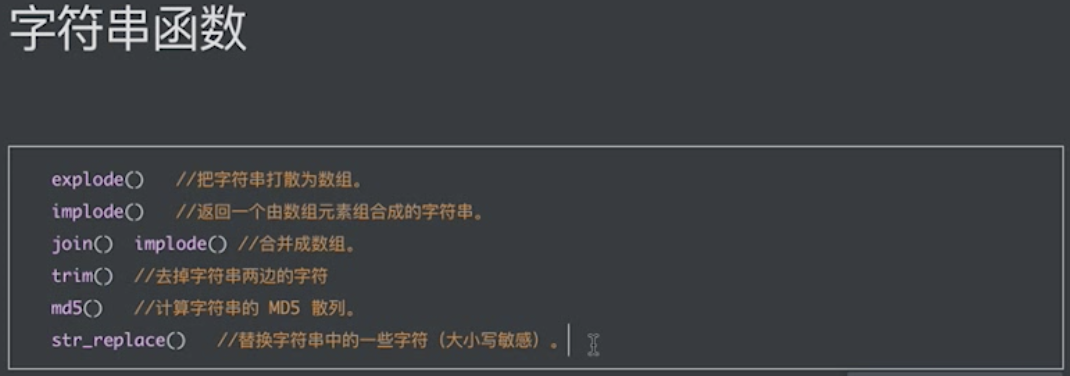 字符串函数
explode() //把字符串打散为数组。
implode() //返回一个由数组元素组合成的字符串。
join() implode() //合并成数组。
trim() //去掉字符串两边的字符
md5() //计算字符串的 MD5 散列。
str_replace() //替换字符串中的一些字符（大小写敏感）。